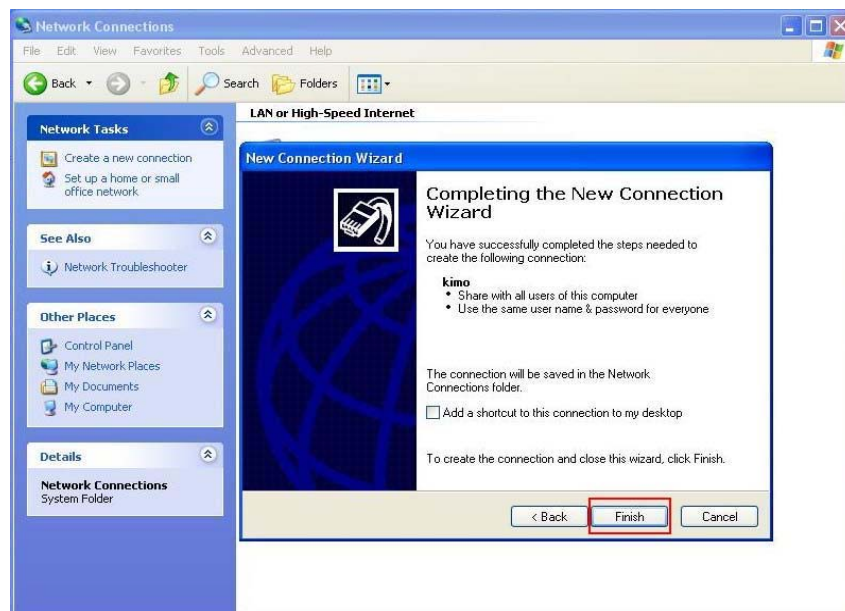 Network Connections
File Edit View Favorites Tools Advanced Help
Back Search Folders
LAN or High-Speed Internet
Network Tasks
Create a new connection
Set up a home or small
office network
See Also
Network Troubleshooter
Other Places
Control Panel
My Network Places
My Documents
My Computer
Details
Network Connections
System Folder
New Connection Wizard
Completing the New Connection
Wizard
You have successfully completed the steps needed to
create the following connection:
kimo
• Share with all users of this computer
• Use the same user name & password for everyone
The connection will be saved in the Network
Connections folder.
Add a shortcut to this connection to my desktop
To create the connection and close this wizard, click Finish.
< Back Finish Cancel